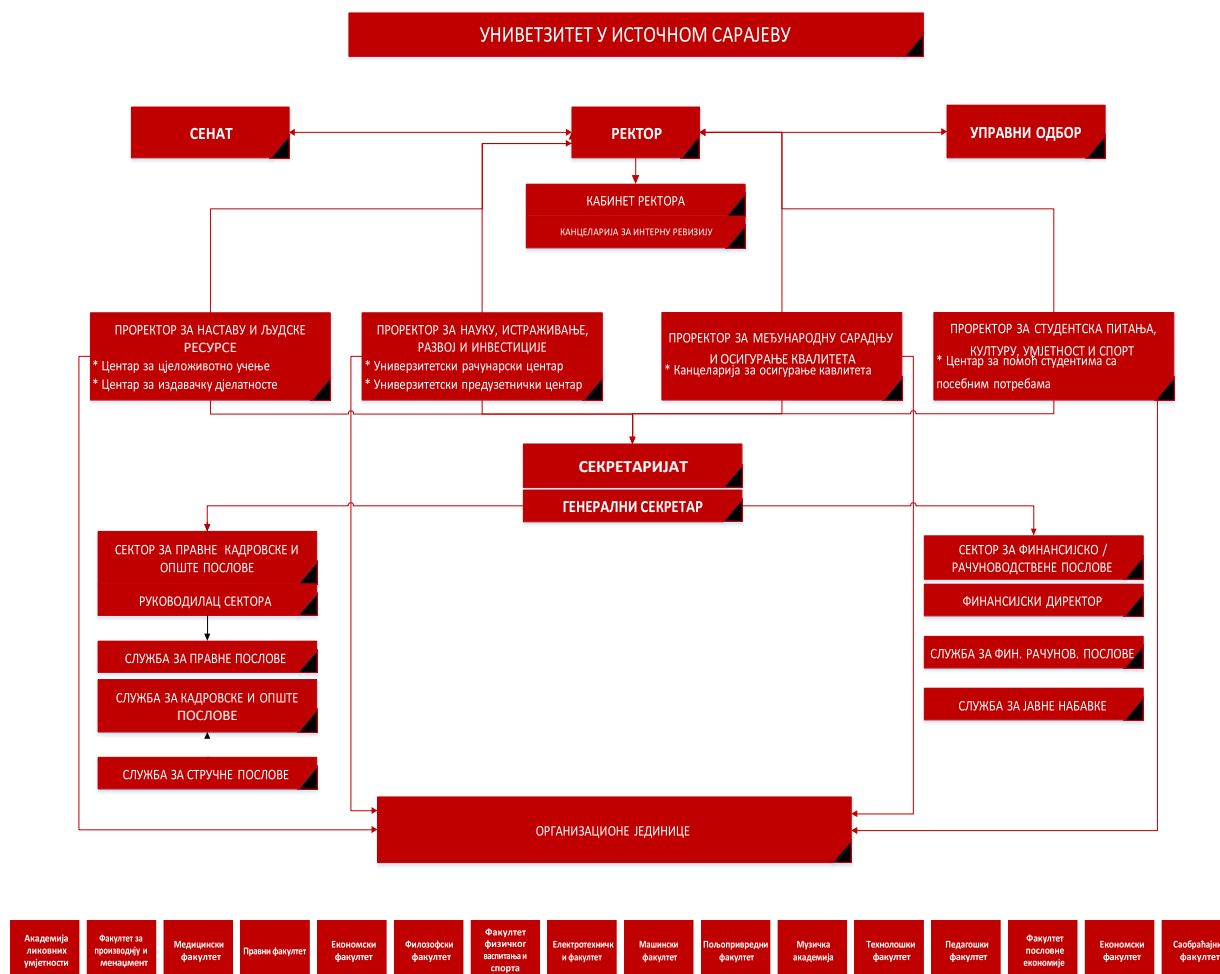 УНИВЕТЗИТЕТ У ИСТОЧНОМ САРАЈЕВУ
СЕНАТ
РЕКТОР
УПРАВНИ ОДБОР
КАБИНЕТ РЕКТОРА
КАНЦЕЛАРИЈА ЗА ИНТЕРНУ РЕВИЗИЈУ
ПРОРЕКТОР ЗА НАСТАВУ И ЉУДСКЕ
РЕСУРСЕ
* Центар за цјеложивотно учење
* Центар за издавачку дјелатносте
ПРОРЕКТОР ЗА НАУКУ, ИСТРАЖИВАЊЕ,
РАЗВОЈ И ИНВЕСТИЦИЈЕ
* Универзитетски рачунарски центар
* Универзитетски предузетнички центар
ПРОРЕКТОР ЗА МЕЂУНАРОДНУ САРАДЊУ
И ОСИГУРАЊЕ КВАЛИТЕТА
* Канцеларија за осигурање кавлитета
ПРОРЕКТОР ЗА СТУДЕНТСКА ПИТАЊА,
КУЛТУРУ, УМЈЕТНОСТ И СПОРТ
* Центар за помоћ студентима са
посебним потребама
СЕКРЕТАРИЈАТ
ГЕНЕРАЛНИ СЕКРЕТАР
СЕКТОР ЗА ПРАВНЕ КАДРОВСКЕ И
ОПШТЕ ПОСЛОВЕ
РУКОВОДИЛАЦ СЕКТОРА
СЛУЖБА ЗА ПРАВНЕ ПОСЛОВЕ
СЛУЖБА ЗА КАДРОВСКЕ И ОПШТЕ
ПОСЛОВЕ
СЛУЖБА ЗА СТРУЧНЕ ПОСЛОВЕ
СЕКТОР ЗА ФИНАНСИЈСКО /
РАЧУНОВОДСТВЕНЕ ПОСЛОВЕ
ФИНАНСИЈСКИ ДИРЕКТОР
СЛУЖБА ЗА ФИН. РАЧУНОВ. ПОСЛОВЕ
СЛУЖБА ЗА ЈАВНЕ НАБАВКЕ
ОРГАНИЗАЦИОНЕ ЈЕДИНИЦЕ
Академија
ликовних
умјетности
Факултет за
производњу и
менаџмент
Медицински
факултет
Правни факултет
Економски
факултет
Филозофски
факултет
Факултет
физичког
васпитања и
спорта
Електротехничк
и факултет
Машински
факултет
Пољопривредни
факултет
Музичка
академија
Технолошки
факултет
Педагошки
факултет
Факултет
пословне
економије
Економски
факултет
Саобраћајни
факултет